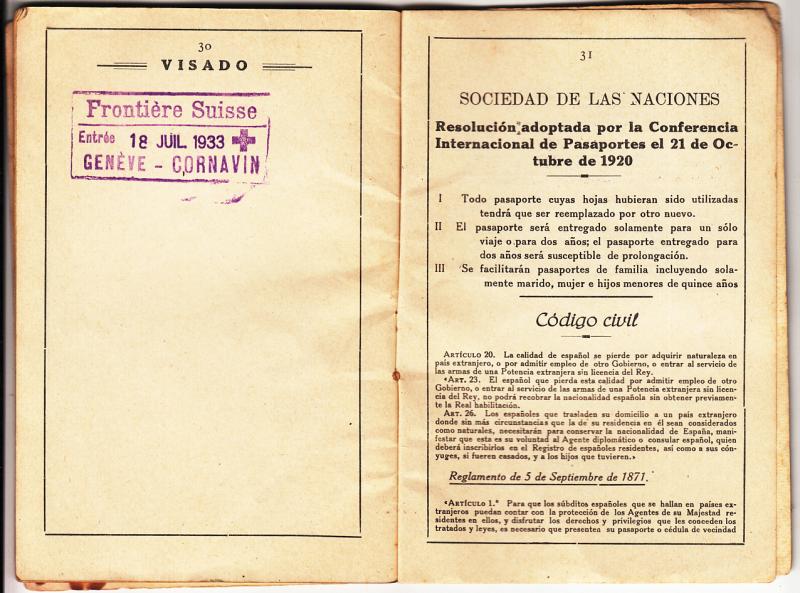 30
VISADO
Frontière Suisse
Entrée 18 JUIL. 1933
GENÈVE - CORNAVIN
31
SOCIEDAD DE LAS NACIONES
Resolución adoptada por la Conferencia
Internacional de Pasaportes el 21 de Oc-
tubre de 1920
I Todo pasaporte cuyas hojas hubieran sido utilizadas
tendrá que ser reemplazado por otro nuevo.
II El pasaporte será entregado solamente para un sólo
viaje o para dos años; el pasaporte entregado para
dos años será susceptible de prolongación.
III Se facilitarán pasaportes de familia incluyendo sola-
mente marido, mujer e hijos menores de quince años
Código civil
ARTÍCULO 20. La calidad de español se pierde por adquirir naturaleza en
país extranjero, o por admitir empleo de otro Gobierno, o entrar al servicio de
las armas de una Potencia extranjera sin licencia del Rey.
«ART. 23. El español que pierda esta calidad por admitir empleo de otro
Gobierno, o entrar al servicio de las armas de una Potencia extranjera sin licen-
cia del Rey, no podrá recobrar la nacionalidad española sin obtener previamen-
te la Real habilitación.
ART. 26. Los españoles que trasladen su domicilio a un país extranjero
donde sin más circunstancias que la de su residencia en él sean considerados
como naturales, necesitarán para conservar la nacionalidad de España, mani-
festar que esta es su voluntad al Agente diplomático o consular español, quien
deberá inscribirlos en el Registro de españoles residentes, así como a sus cón-
yuges, si fueren casados, y a los hijos que tuvieren.»
Reglamento de 5 de Septiembre de 1871.
«ARTÍCULO 1.° Para que los súbditos españoles que se hallan en países ex-
tranjeros puedan contar con la protección de los Agentes de su Majestad re-
sidentes en ellos, y disfrutar los derechos y privilegios que les conceden los
tratados y leyes, es necesario que presenten su pasaporte o cédula de vecindad